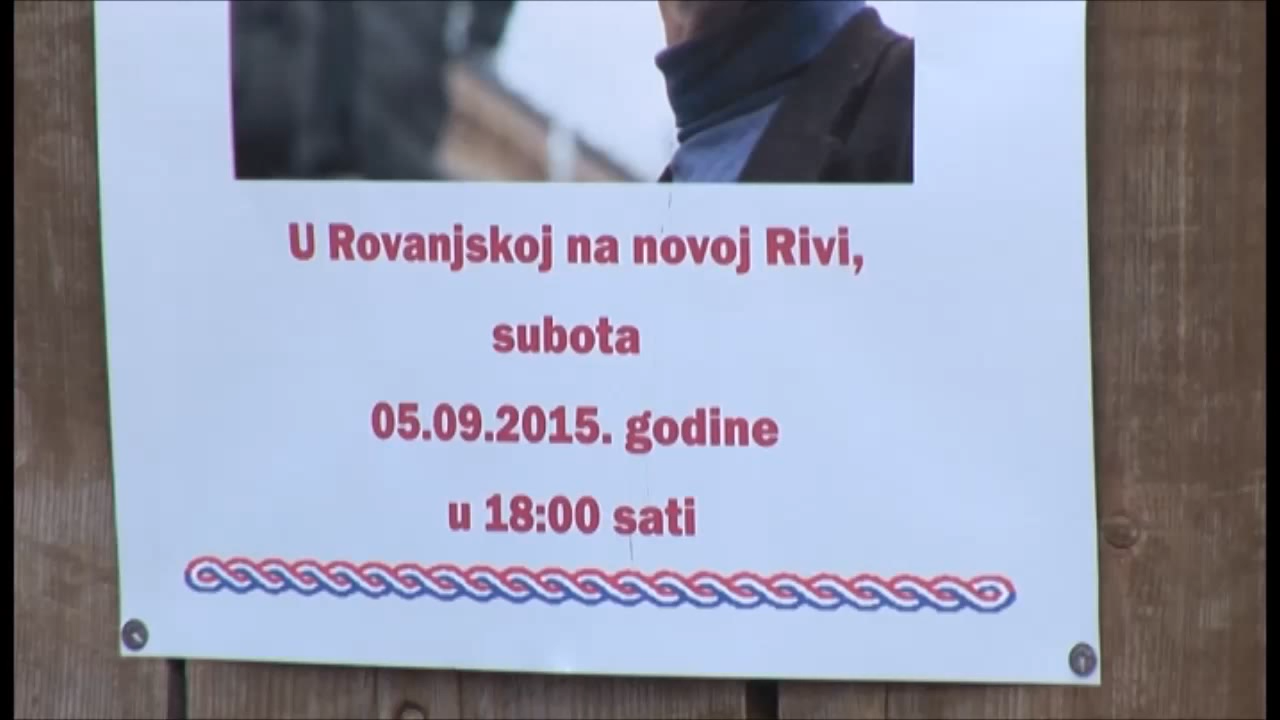 U Rovanjskoj na novoj Rivi,
subota
05.09.2015. godine
u 18:00 sati